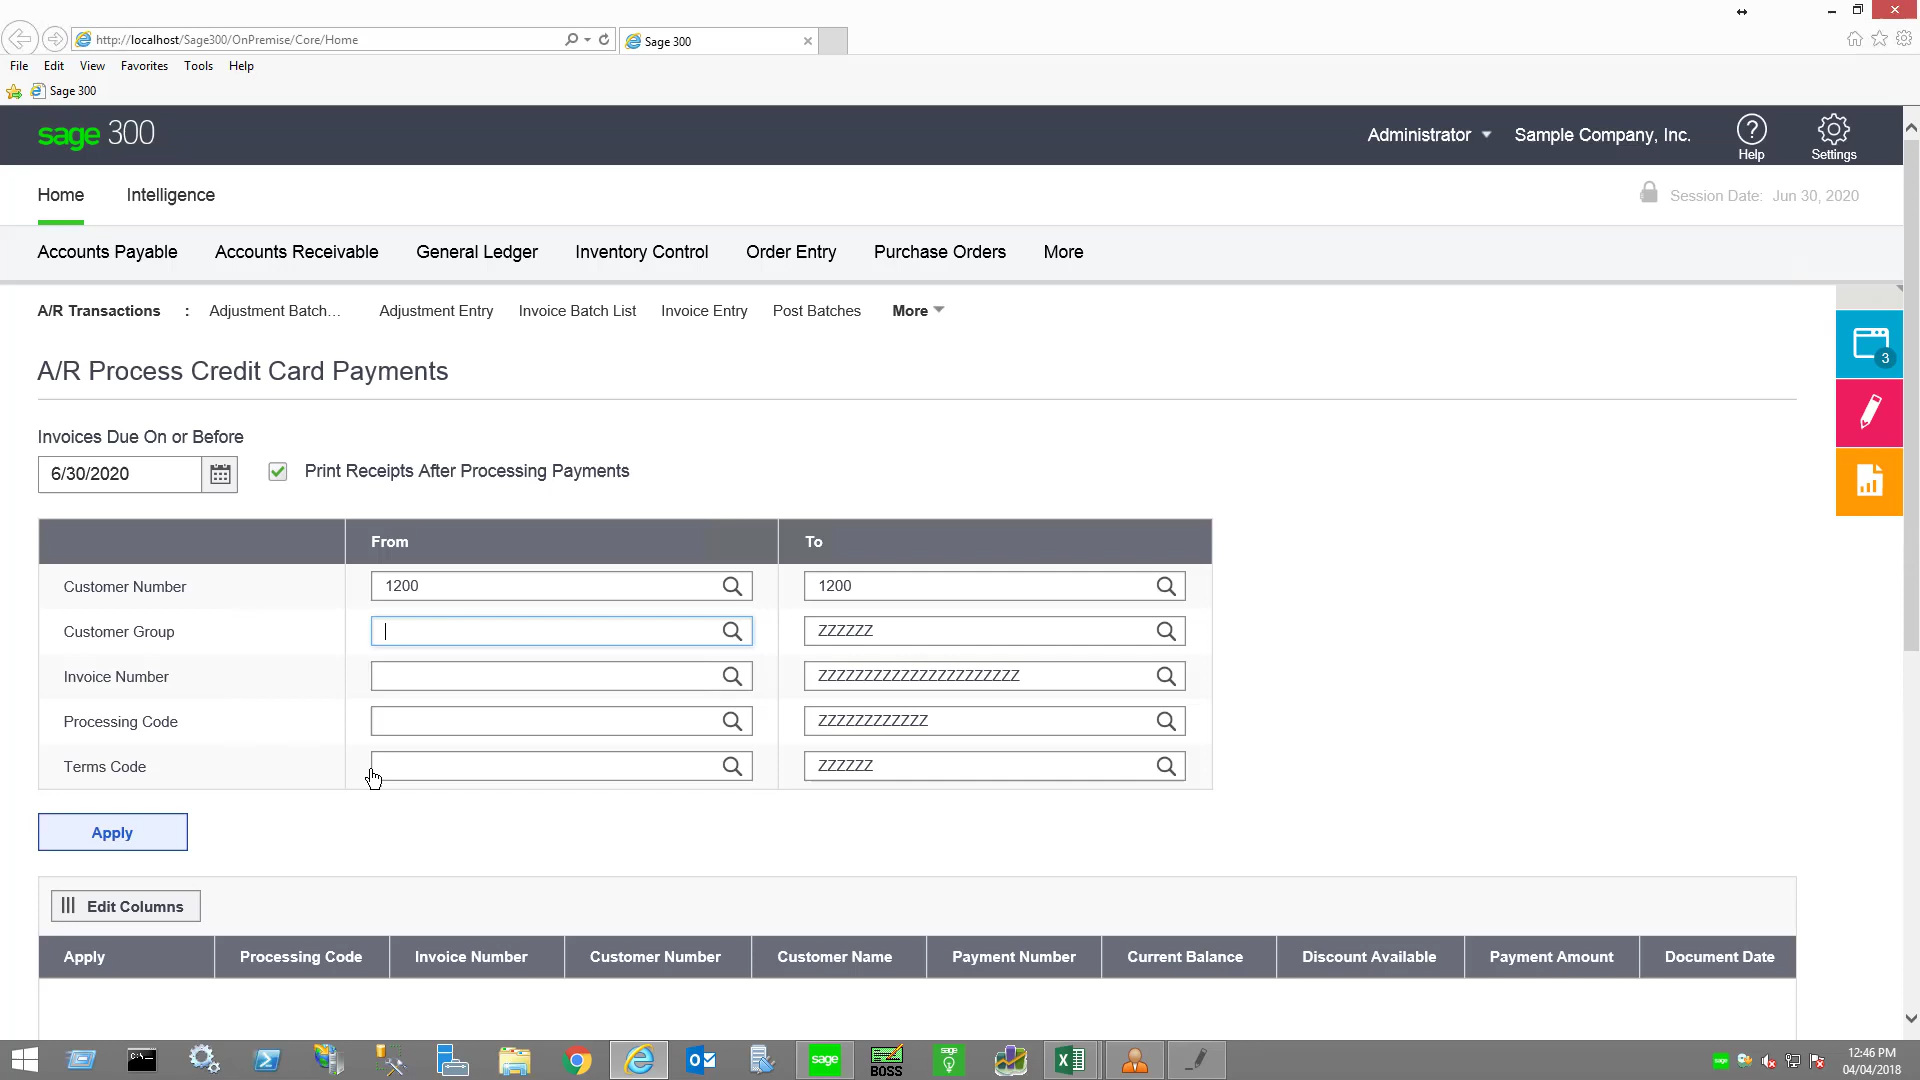 http://localhost/Sage300/OnPremise/Core/Home
Sage 300
File Edit View Favorites Tools Help
Sage 300
sage 300
Administrator
Sample Company, Inc.
Help
Settings
Home
Intelligence
Session Date: Jun 30, 2020
Accounts Payable
Accounts Receivable
General Ledger
Inventory Control
Order Entry
Purchase Orders
More
A/R Transactions : Adjustment Batch... Adjustment Entry Invoice Batch List Invoice Entry Post Batches More
3
A/R Process Credit Card Payments
Invoices Due On or Before
6/30/2020
Print Receipts After Processing Payments
From To
Customer Number 1200 1200
Customer Group ZZZZZZ
Invoice Number ZZZZZZZZZZZZZZZZZZZZZZ
Processing Code ZZZZZZZZZZZZ
Terms Code ZZZZZZ
Apply
Edit Columns
Apply Processing Code Invoice Number Customer Number Customer Name Payment Number Current Balance Discount Available Payment Amount Document Date
sage
BOSS
sage
12:46 PM
04/04/2018